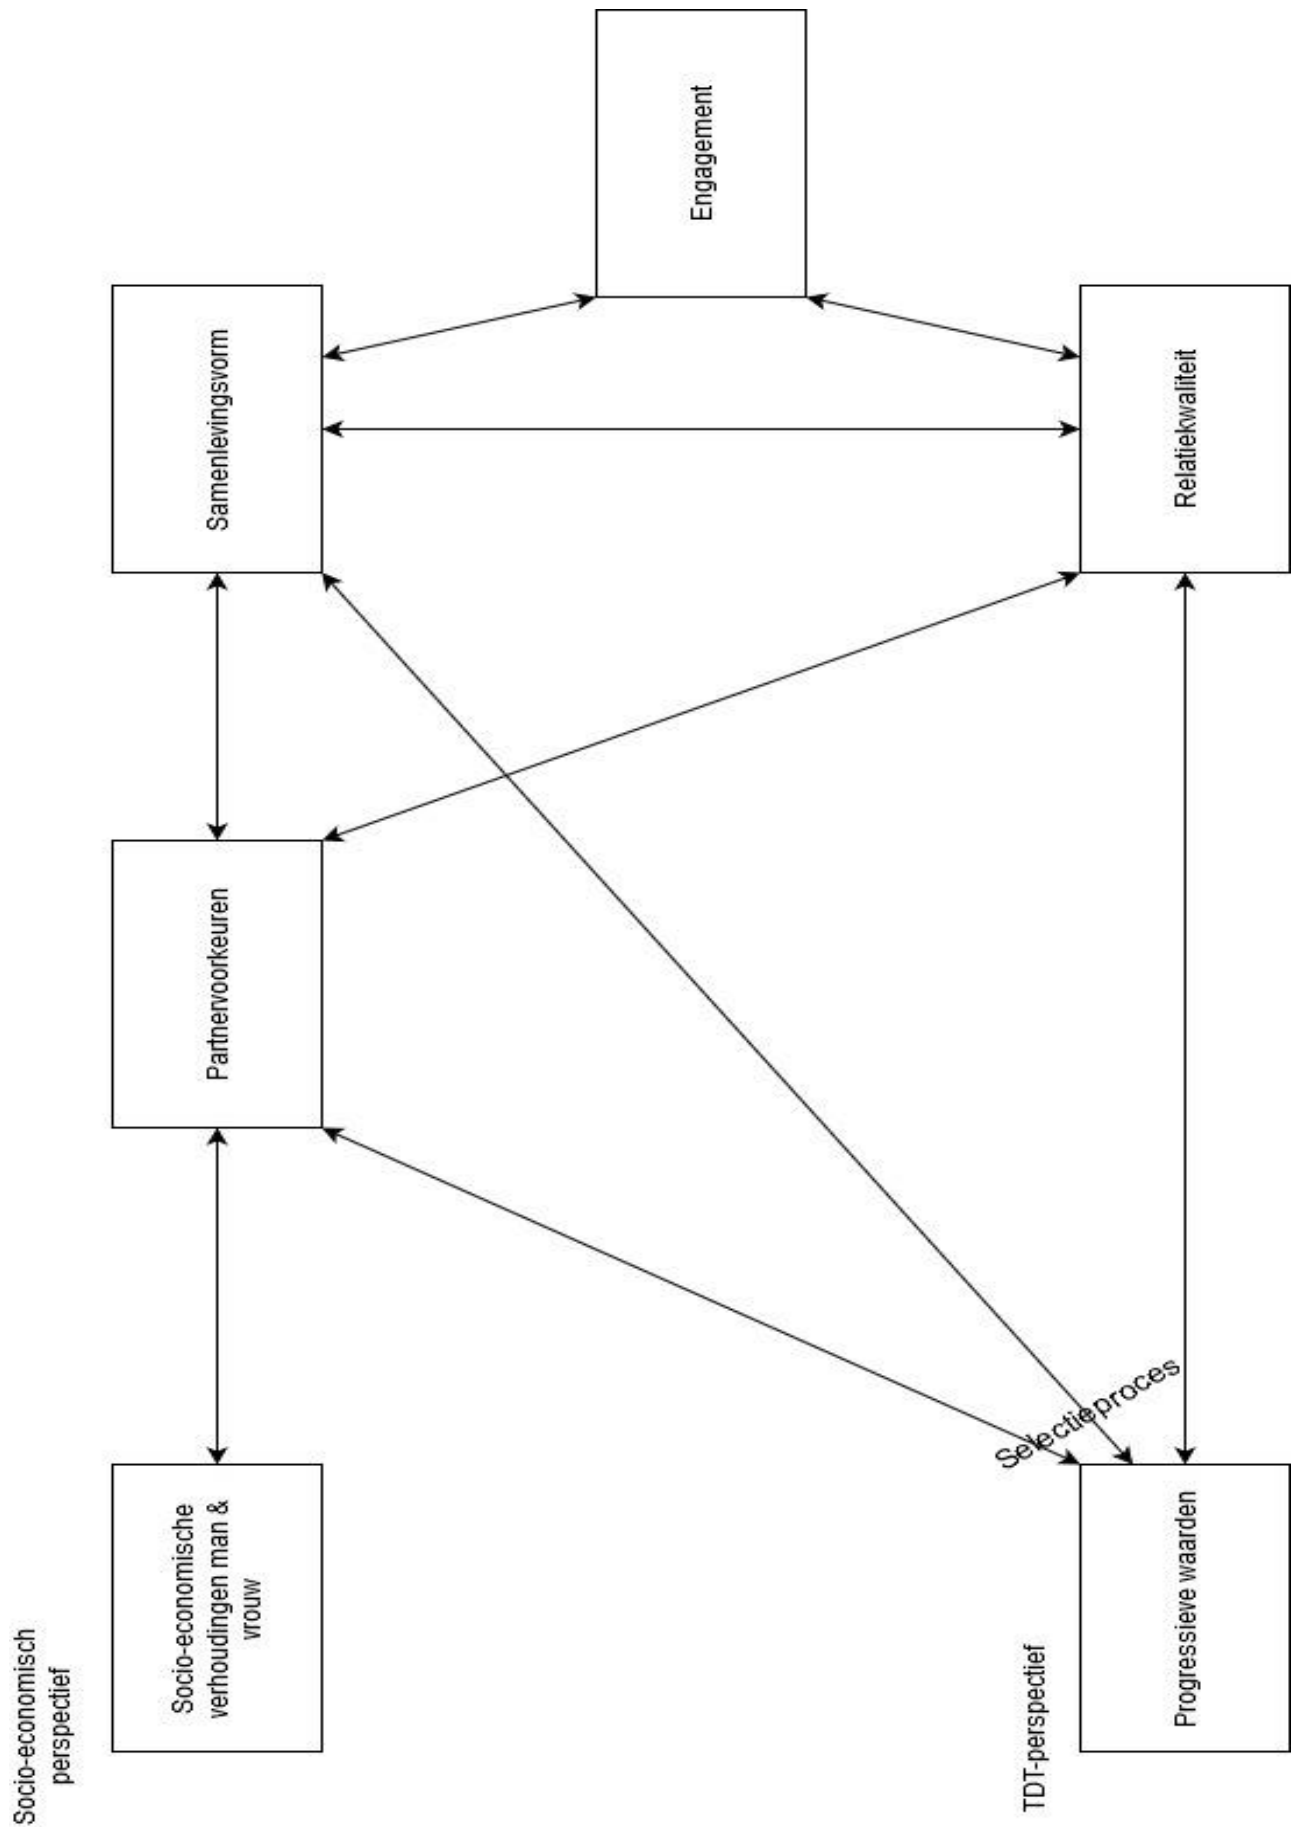 Socio-economisch
perspectief
Socio-economische
verhoudingen man &
vrouw
Partnervoorkeuren
Samenlevingsvorm
Engagement
TDT-perspectief
Progressieve waarden
Selectieproces
Relatiekwaliteit